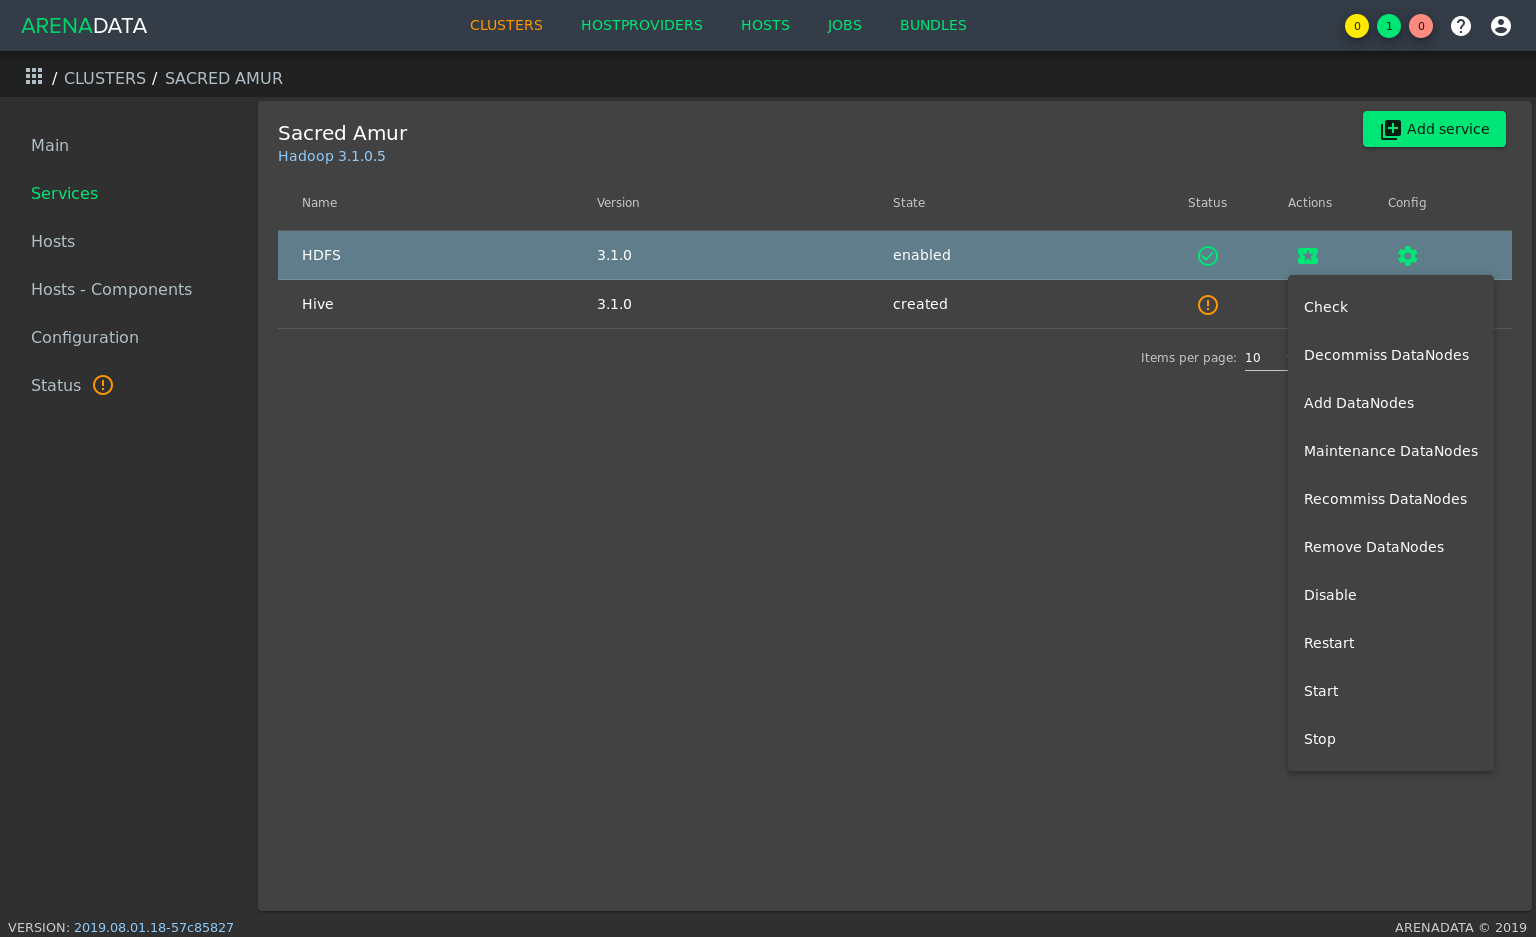 ARENADATA CLUSTERS HOSTPROVIDERS HOSTS JOBS BUNDLES 0 1 0
/ CLUSTERS / SACRED AMUR
Main
Services
Hosts
Hosts - Components
Configuration
Status
Sacred Amur
Hadoop 3.1.0.5
Add service
Name Version State Status Actions Config
HDFS 3.1.0 enabled
Hive 3.1.0 created
Items per page: 10
Check
Decommiss DataNodes
Add DataNodes
Maintenance DataNodes
Recommiss DataNodes
Remove DataNodes
Disable
Restart
Start
Stop
VERSION: 2019.08.01.18-57c85827
ARENADATA © 2019